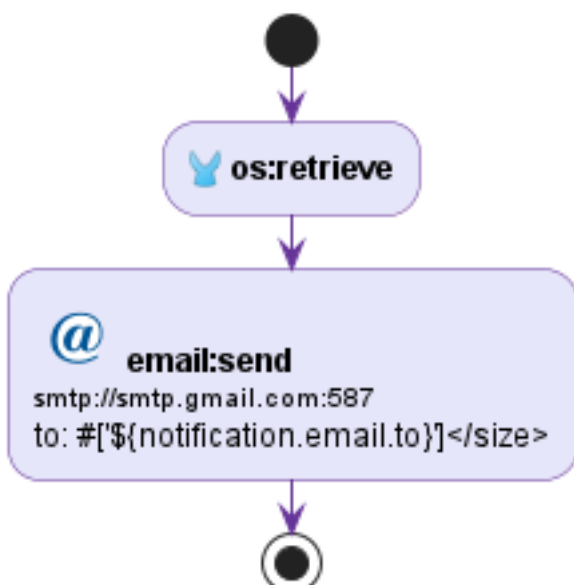 os:retrieve
@
email:send
smtp://smtp.gmail.com:587
to: #['${notification.email.to}']</size>